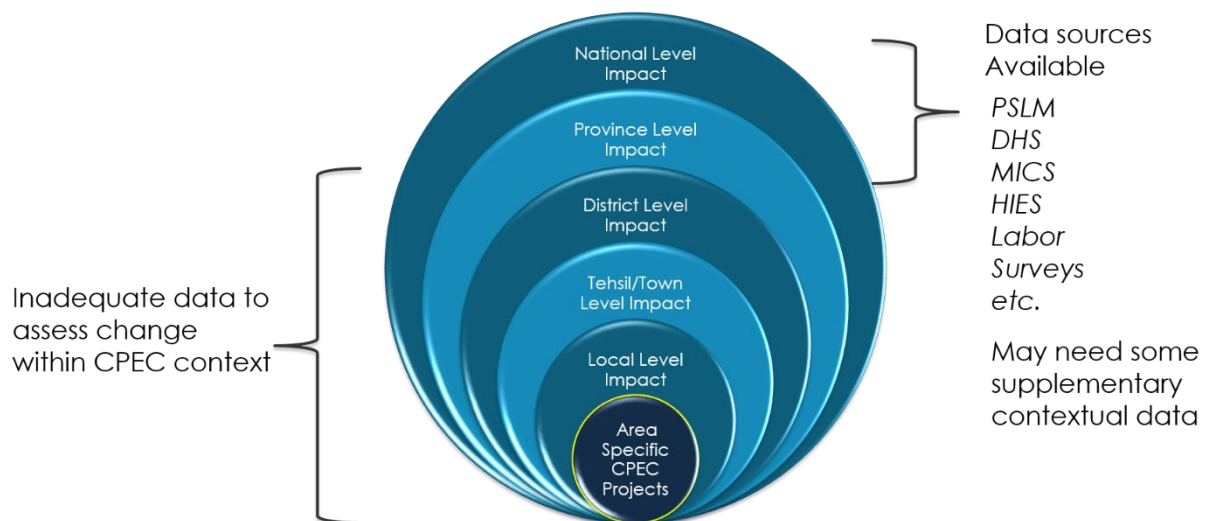 National Level
Impact
Province Level
Impact
District Level
Impact
Tehsil/Town
Level Impact
Local Level
Impact
Area
Specific
CPEC
Projects
Inadequate data to
assess change
within CPEC context
Data sources
Available
PSLM
DHS
MICS
HIES
Labor
Surveys
etc.
May need some
supplementary
contextual data